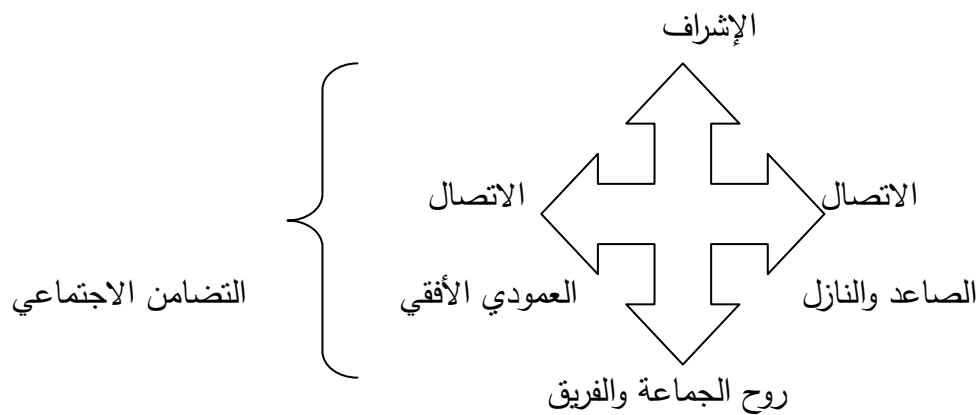 الإشراف
الاتصال
الاتصال
الصاعد والنازل
العمودي الأفقي
التضامن الاجتماعي
روح الجماعة والفريق